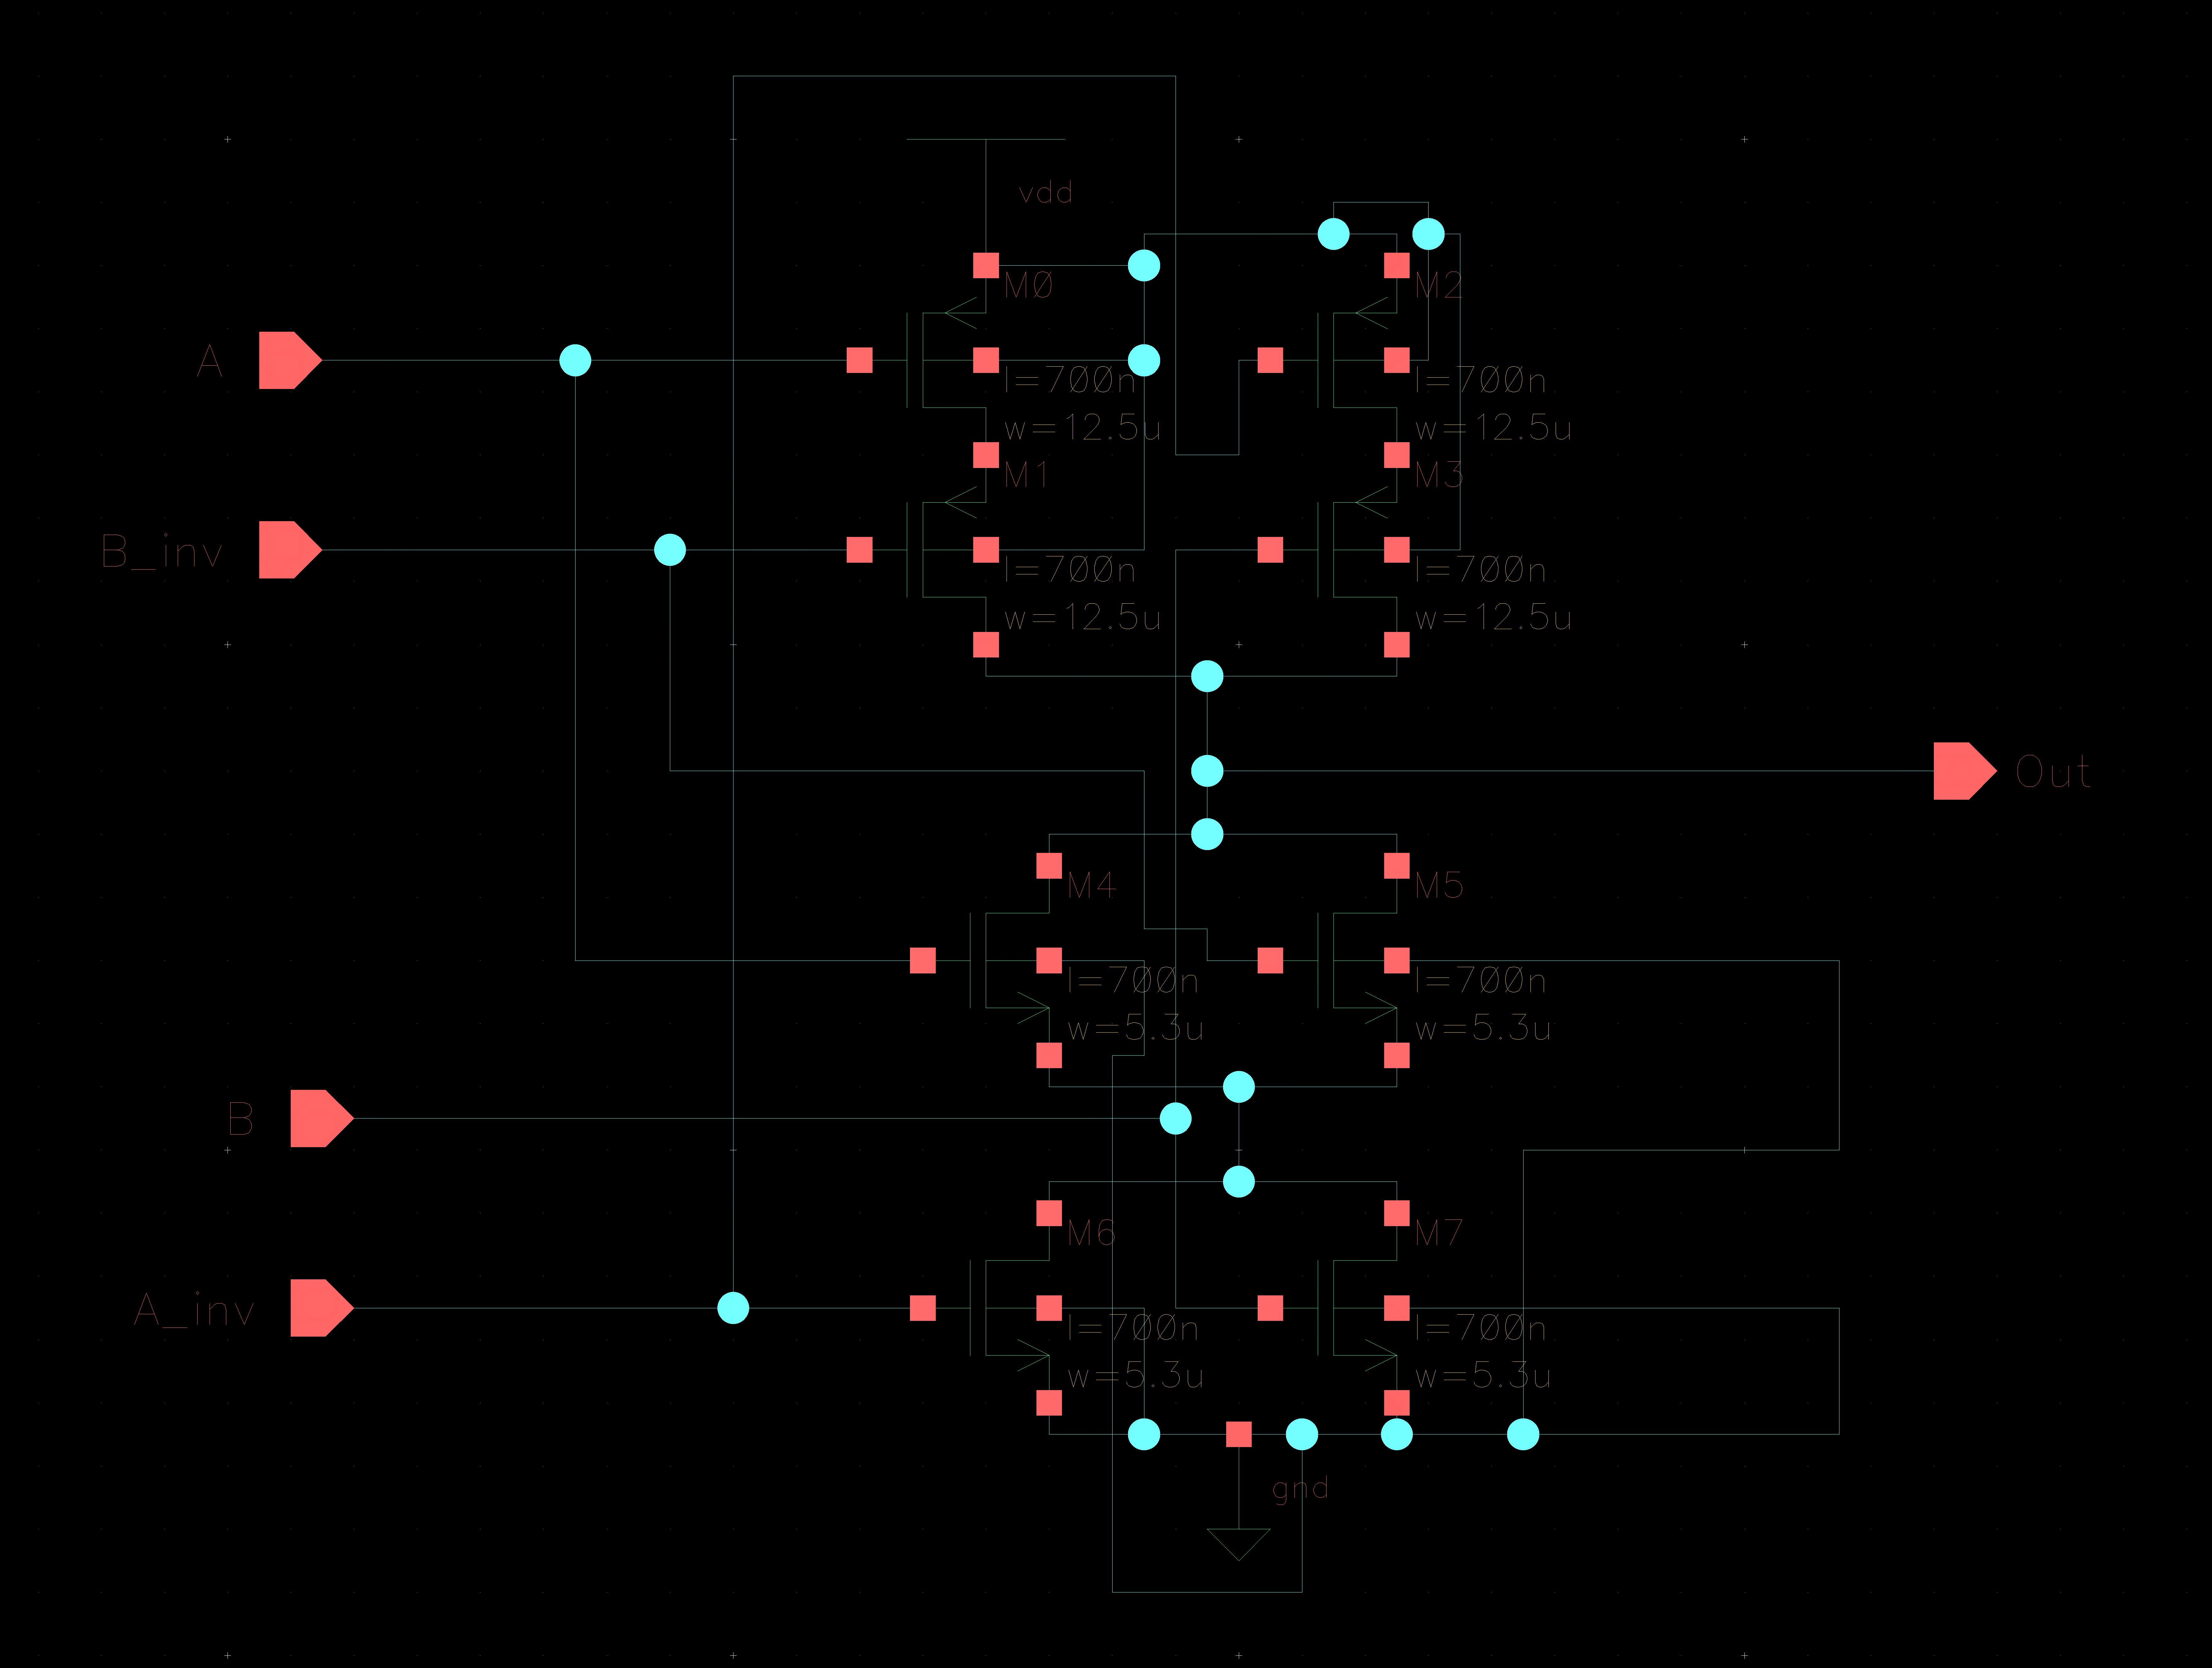 vdd
M0
M2
A
l=700n
l=700n
w=12.5u
w=12.5u
M1
M3
B_inv
l=700n
l=700n
w=12.5u
w=12.5u
Out
M4
M5
l=700n
l=700n
w=5.3u
w=5.3u
B
M6
M7
A_inv
l=700n
l=700n
w=5.3u
w=5.3u
gnd